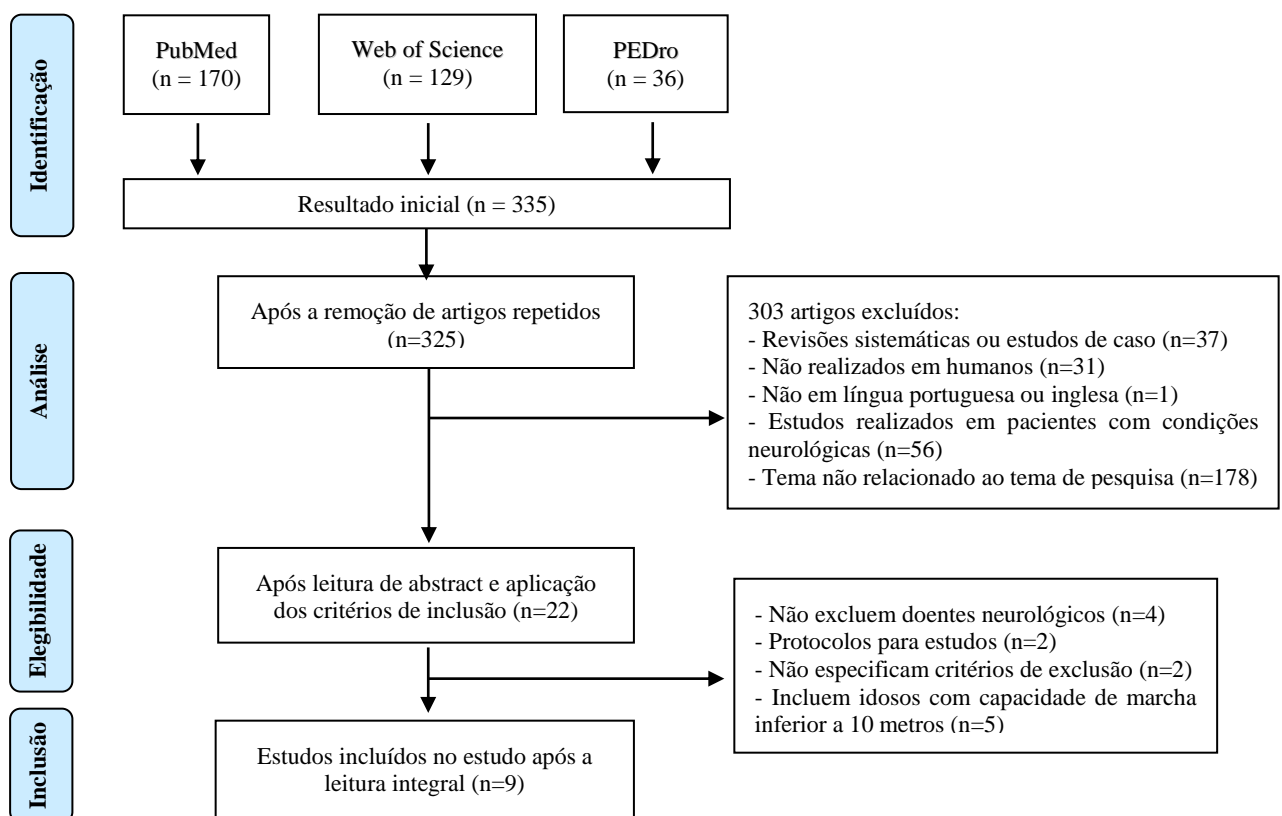 Identificação
PubMed
(n = 170)
Web of Science
(n = 129)
PEDro
(n = 36)
Resultado inicial (n = 335)
Análise
Após a remoção de artigos repetidos
(n=325)
303 artigos excluídos:
- Revisões sistemáticas ou estudos de caso (n=37)
- Não realizados em humanos (n=31)
- Não em língua portuguesa ou inglesa (n=1)
- Estudos realizados em pacientes com condições
neurológicas (n=56)
- Tema não relacionado ao tema de pesquisa (n=178)
Elegibilidade
Após leitura de abstract e aplicação
dos critérios de inclusão (n=22)
- Não excluem doentes neurológicos (n=4)
- Protocolos para estudos (n=2)
- Não especificam critérios de exclusão (n=2)
- Incluem idosos com capacidade de marcha
inferior a 10 metros (n=5)
Inclusão
Estudos incluídos no estudo após a
leitura integral (n=9)